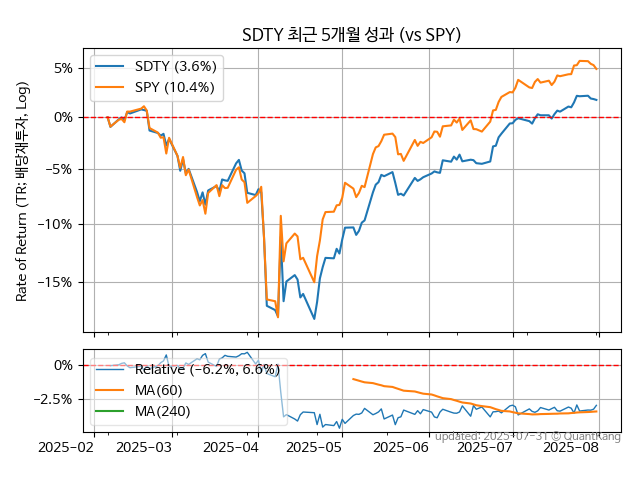 SDTY 최근 5개월 성과 (vs SPY)
SDTY (3.6%)
SPY (10.4%)
5%
0%
−5%
−10%
−15%
Rate of Return (TR: 배당재투자, Log)
Relative (−6.2%, 6.6%)
MA(60)
MA(240)
0%
−2.5%
2025-02
2025-03
2025-04
2025-05
2025-06
2025-07
2025-08
updated: 2025-07-31 © QuantKang